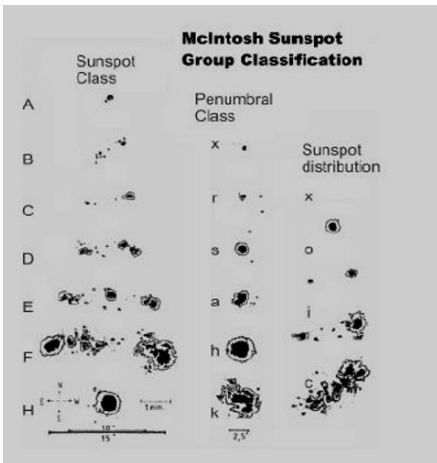 McIntosh Sunspot
Group Classification
Sunspot
Class
A
B
C
D
E
F
H
N
E W
S
1 min.
10°
15°
Penumbral
Class
x
r
s
a
h
k
2,5°
Sunspot
distribution
x
o
i
c